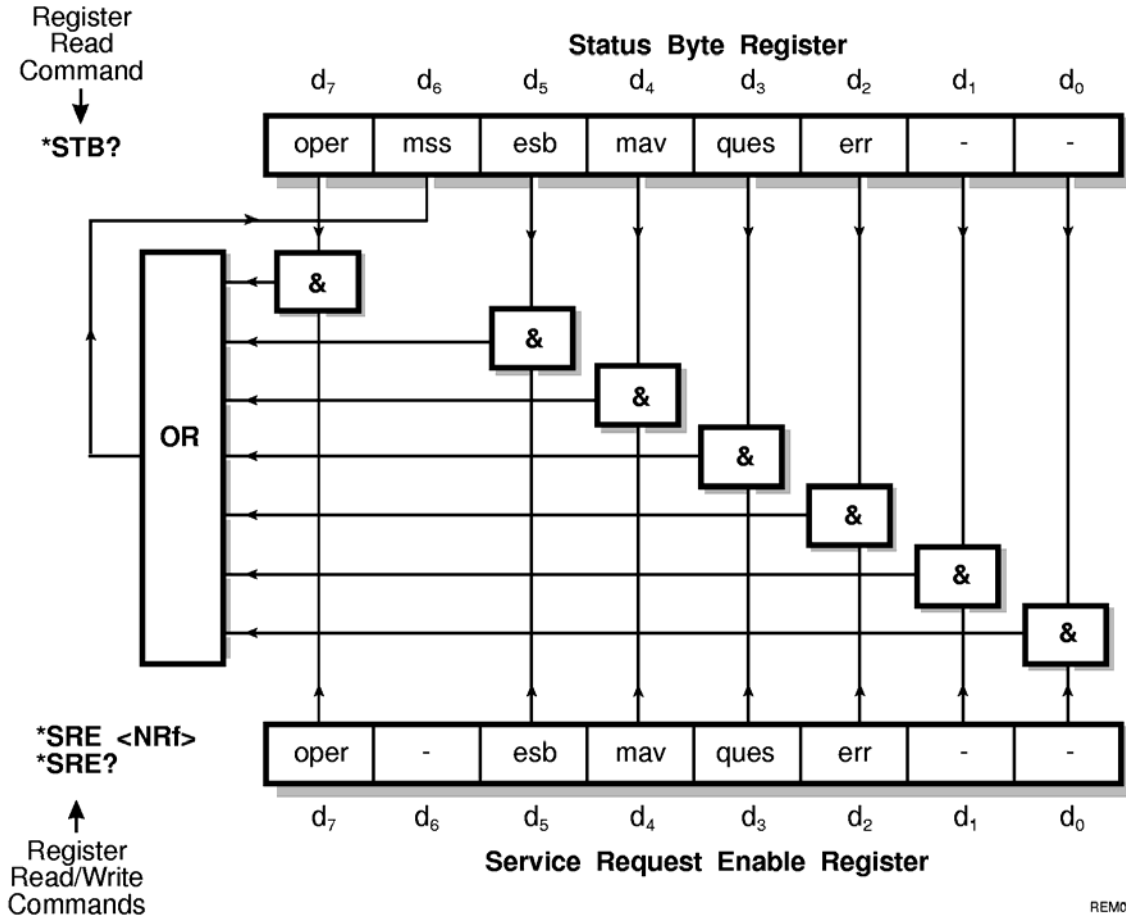 Register
Read
Command
*STB?
Status Byte Register
d7 d6 d5 d4 d3 d2 d1 d0
oper mss esb mav ques err - -
&
&
&
&
OR
&
&
&
*SRE <NRf>
*SRE?
oper - esb mav ques err - -
d7 d6 d5 d4 d3 d2 d1 d0
Register
Read/Write
Commands
Service Request Enable Register